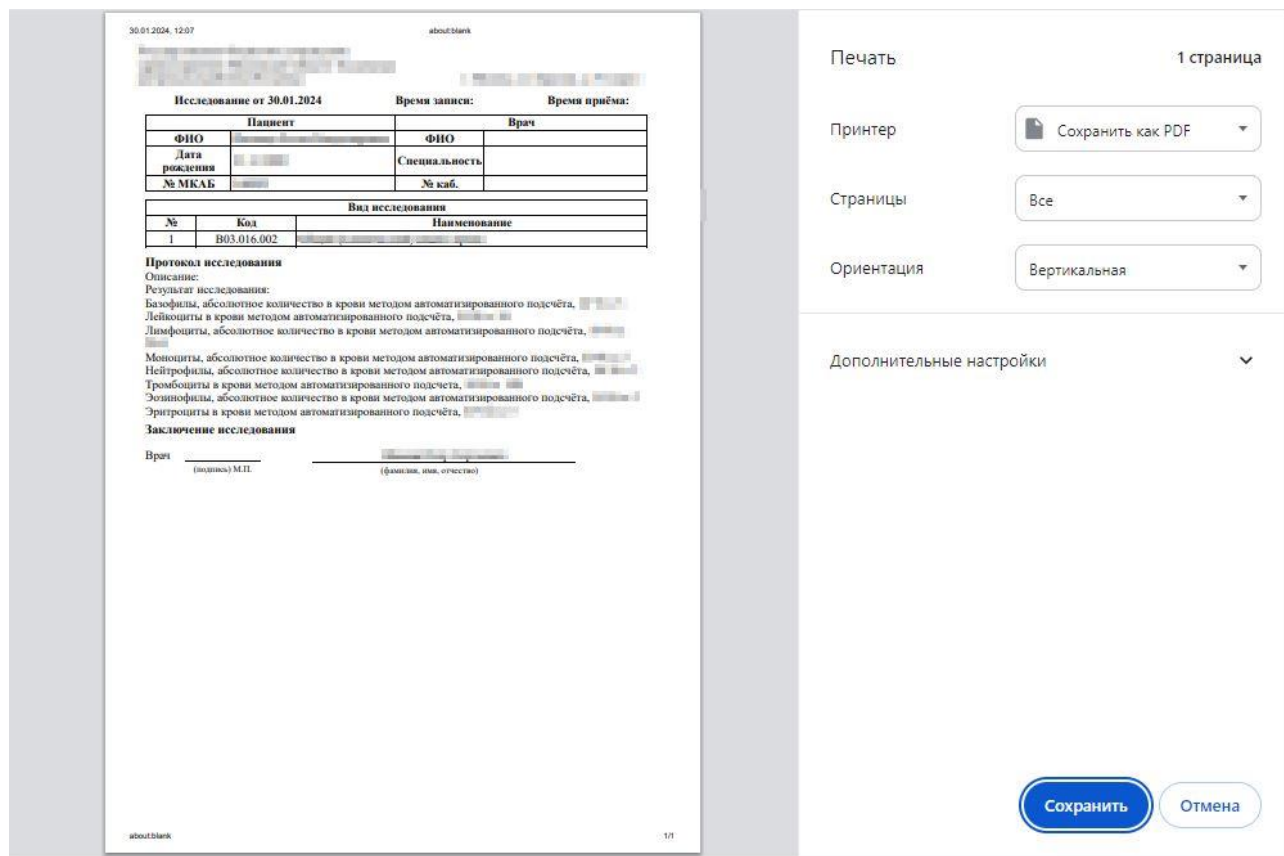 30.01.2024, 12:07 about:blank
Исследование от 30.01.2024 Время записи: Время приёма:
Пациент Врач
ФИО ФИО
Дата рождения Специальность
№ МКАБ № каб.
Вид исследования
№ Код Наименование
1 B03.016.002
Протокол исследования
Описание:
Результат исследования:
Базофилы, абсолютное количество в крови методом автоматизированного подсчёта,
Лейкоциты в крови методом автоматизированного подсчёта,
Лимфоциты, абсолютное количество в крови методом автоматизированного подсчёта,
Моноциты, абсолютное количество в крови методом автоматизированного подсчёта,
Нейтрофилы, абсолютное количество в крови методом автоматизированного подсчёта,
Тромбоциты в крови методом автоматизированного подсчета,
Эозинофилы, абсолютное количество в крови методом автоматизированного подсчёта,
Эритроциты в крови методом автоматизированного подсчёта,
Заключение исследования
Врач
(подпись) М.П. (фамилия, имя, отчество)
about:blank 1/1
Печать 1 страница
Принтер Сохранить как PDF
Страницы Все
Ориентация Вертикальная
Дополнительные настройки
Сохранить Отмена